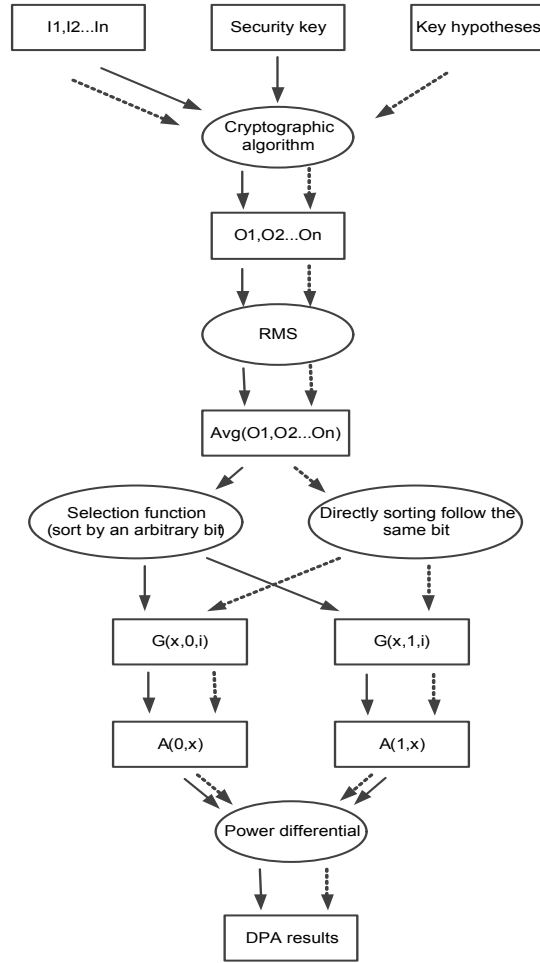 I1,I2...In
Security key
Key hypotheses
Cryptographic
algorithm
O1,O2...On
RMS
Avg(O1,O2...On)
Selection function
(sort by an arbitrary bit)
Directly sorting follow the
same bit
G(x,0,i)
G(x,1,i)
A(0,x)
A(1,x)
Power differential
DPA results